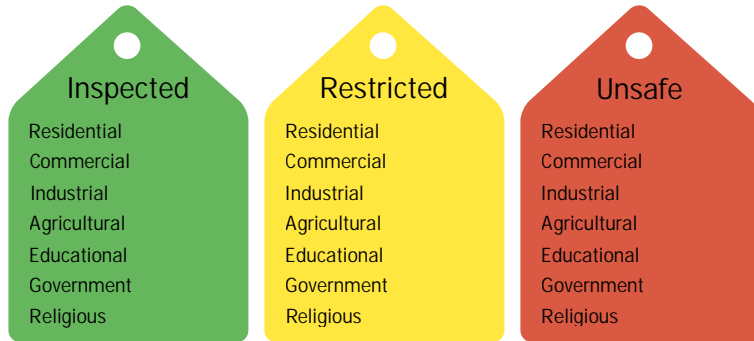 Inspected
Residential
Commercial
Industrial
Agricultural
Educational
Government
Religious
Restricted
Residential
Commercial
Industrial
Agricultural
Educational
Government
Religious
Unsafe
Residential
Commercial
Industrial
Agricultural
Educational
Government
Religious